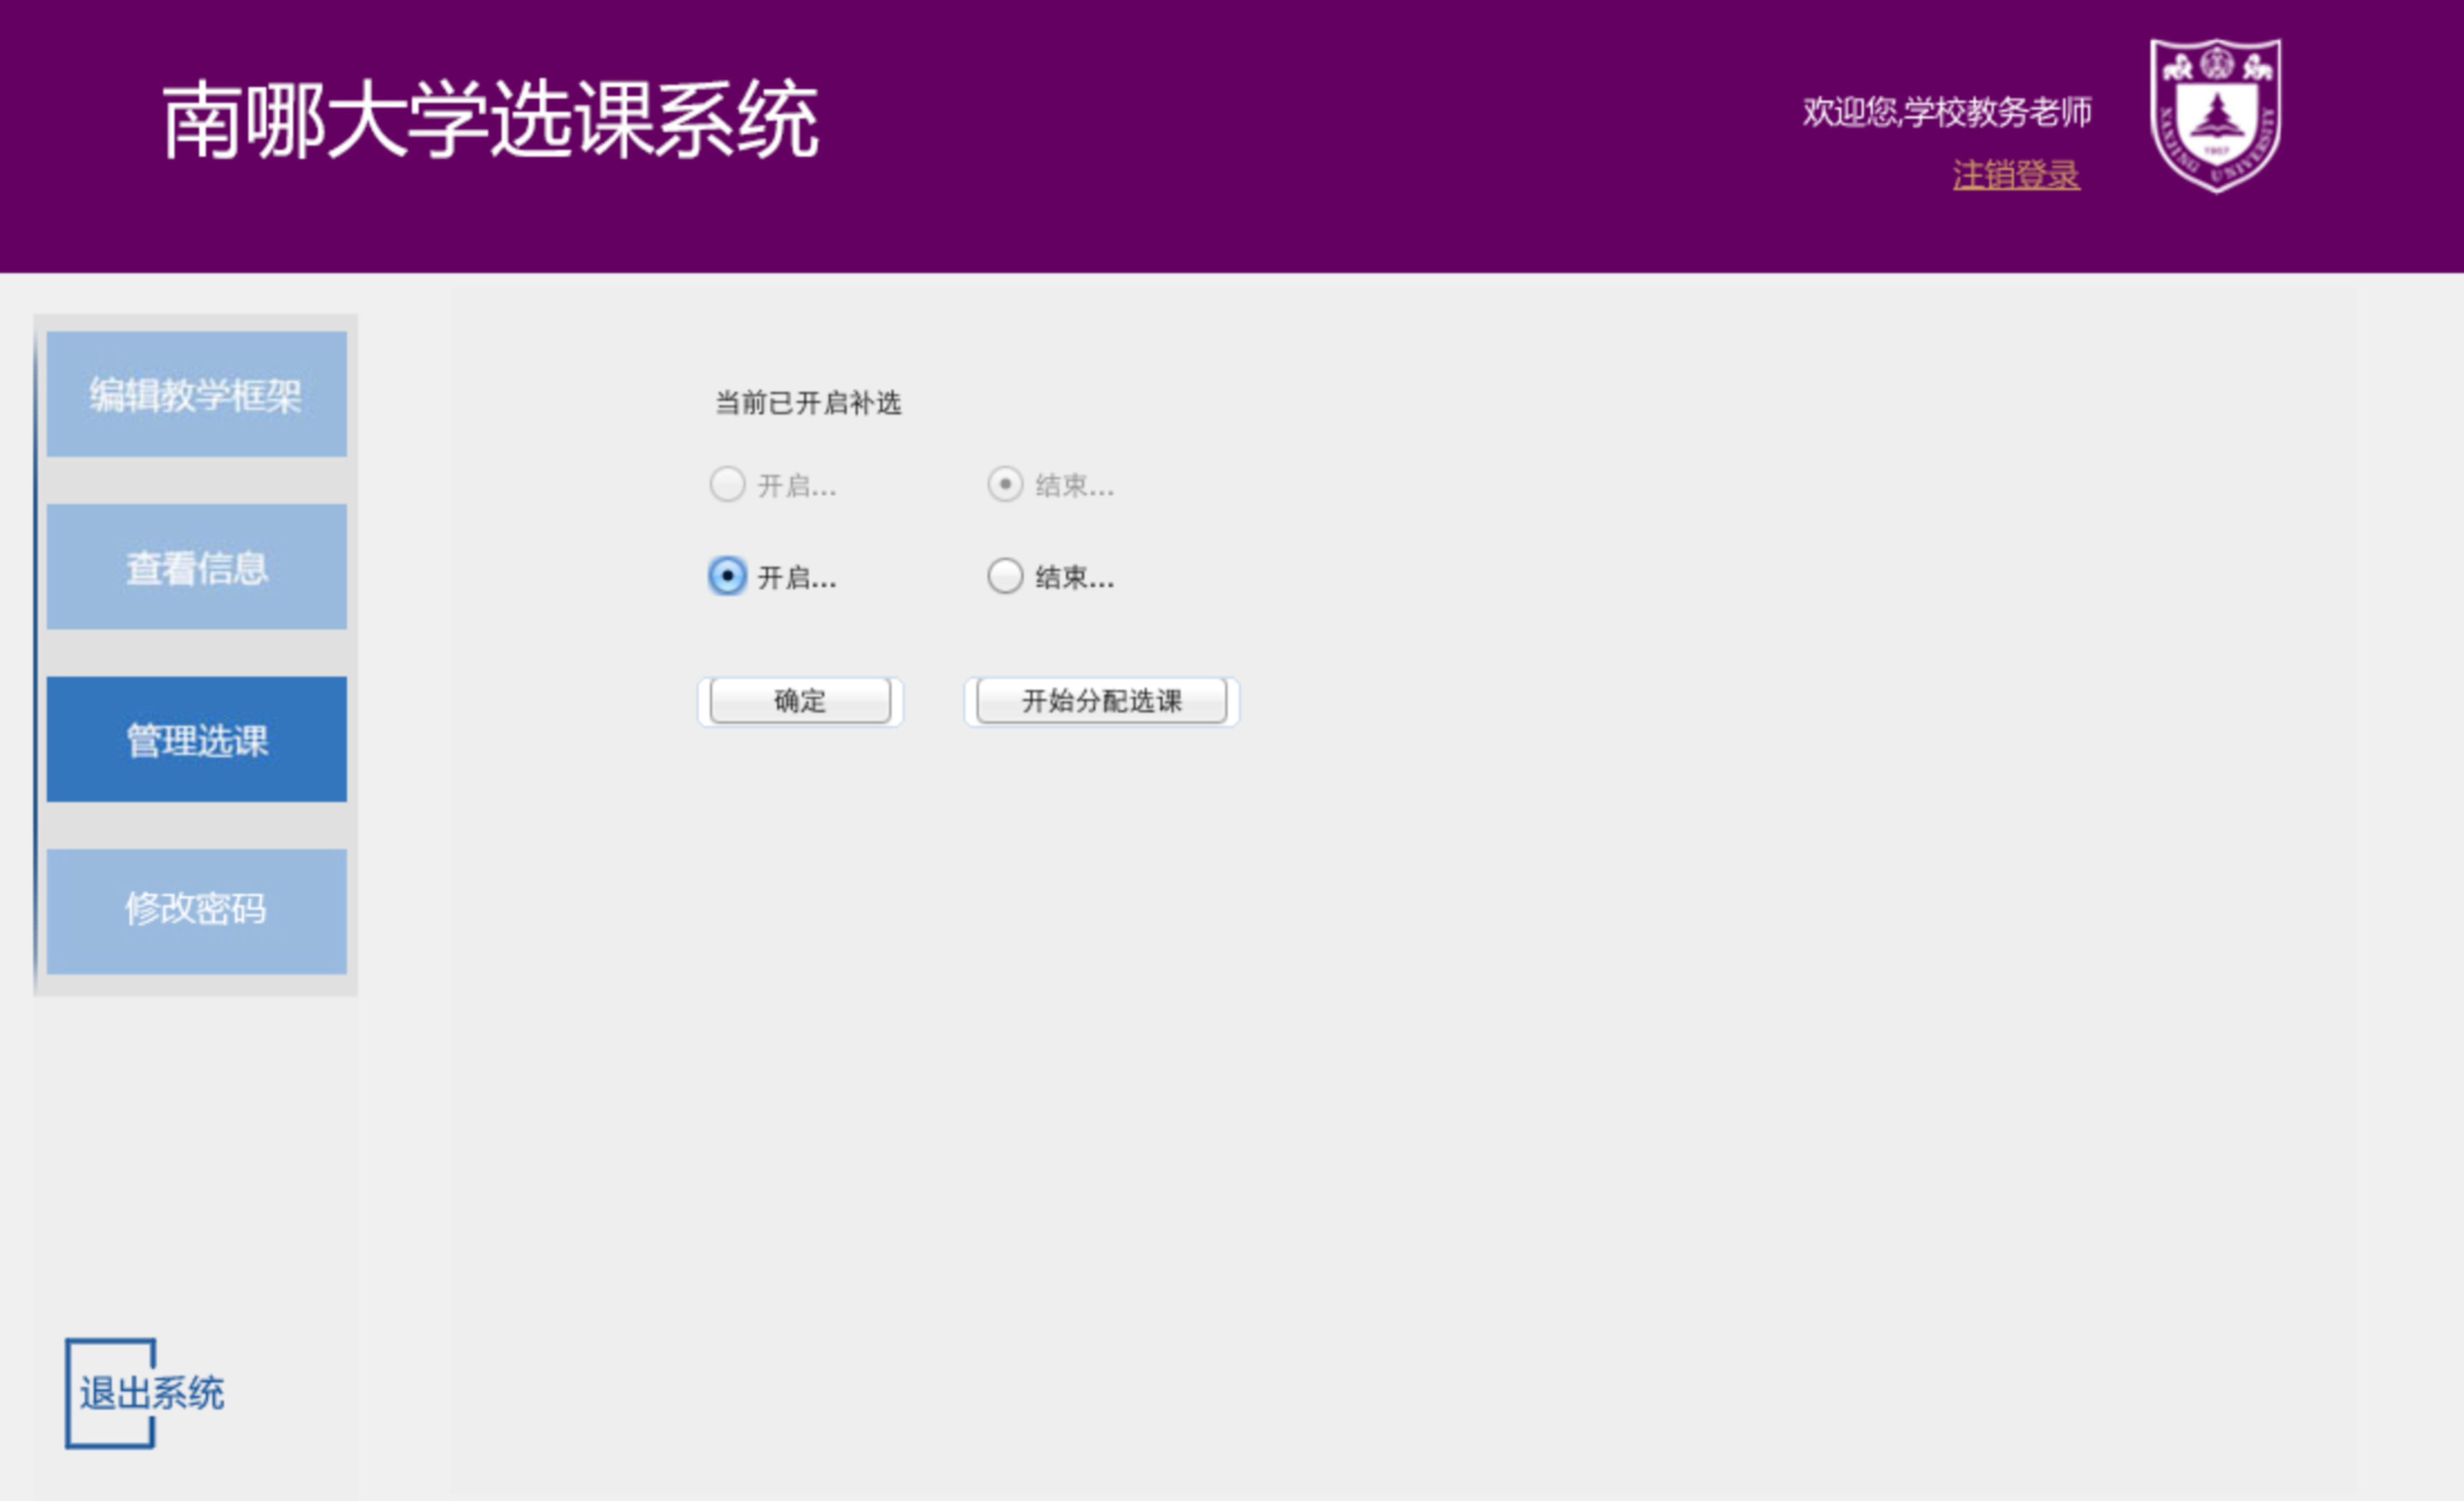 南哪大学选课系统
欢迎您,学校教务老师
注销登录
NANJING UNIVERSITY
1902
编辑教学框架
查看信息
管理选课
修改密码
退出系统
当前已开启补选
开启... 结束...
开启... 结束...
确定 开始分配选课